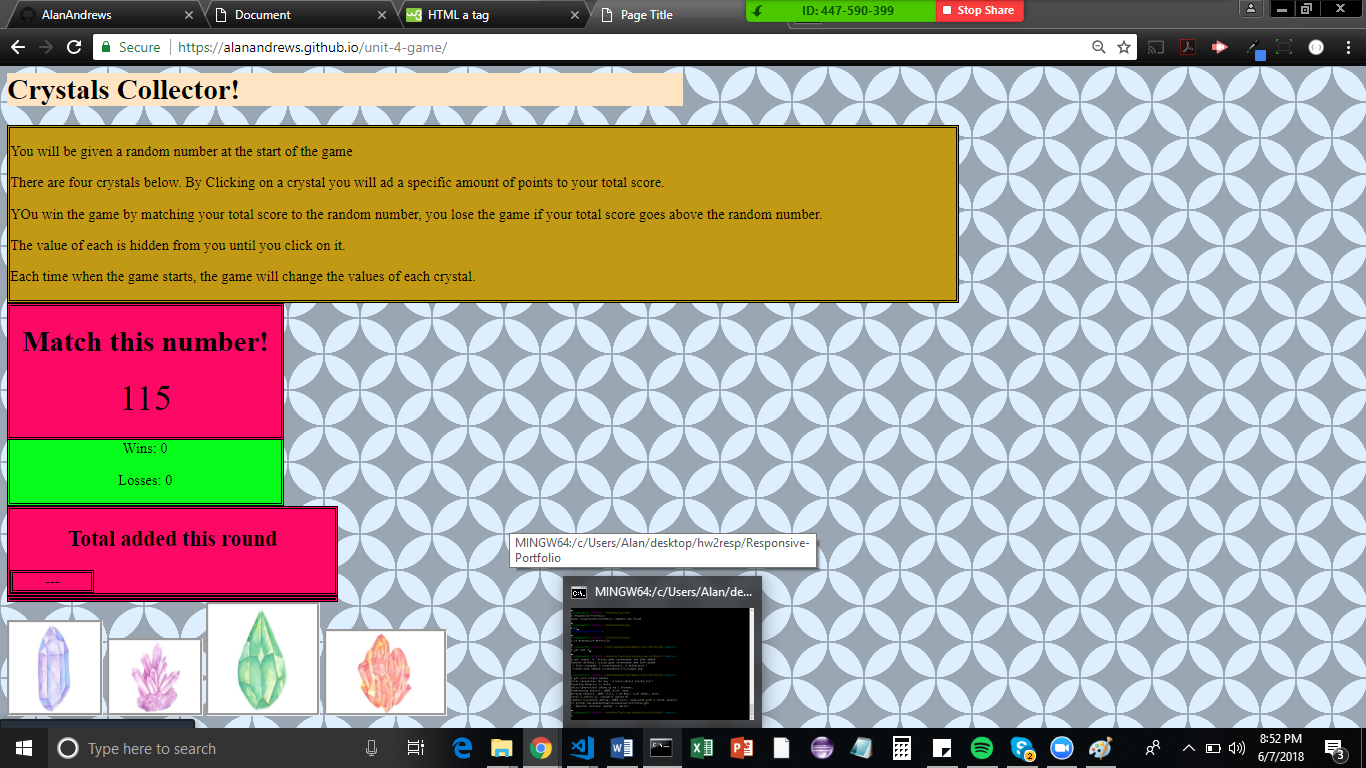 AlanAndrews
Document
HTML a tag
Page Title
ID: 447-590-399
Stop Share
Secure
https://alanandrews.github.io/unit-4-game/
Crystals Collector!
You will be given a random number at the start of the game
There are four crystals below. By Clicking on a crystal you will ad a specific amount of points to your total score.
YOu win the game by matching your total score to the random number, you lose the game if your total score goes above the random number.
The value of each is hidden from you until you click on it.
Each time when the game starts, the game will change the values of each crystal.
Match this number!
115
Wins: 0
Losses: 0
Total added this round
---
MINGW64:/c/Users/Alan/desktop/hw2resp/Responsive-
Portfolio
MINGW64:/c/Users/Alan/de...
Type here to search
8:52 PM
6/7/2018